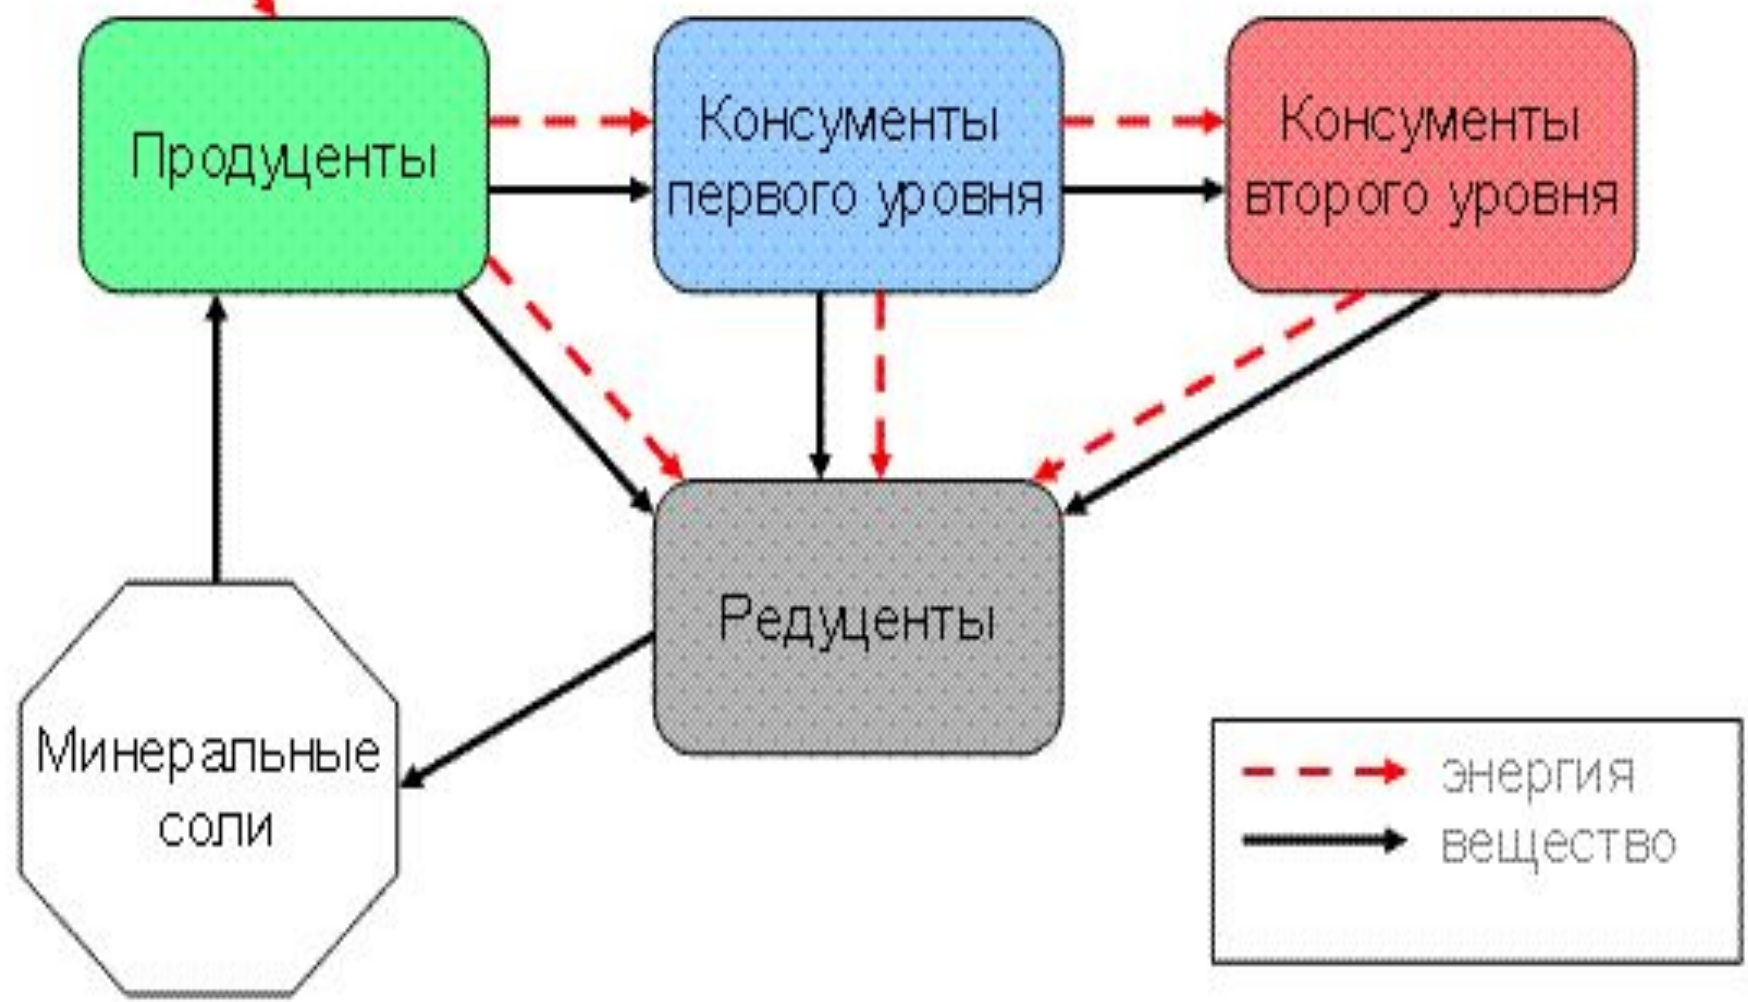 Продуценты
Консументы
первого уровня
Консументы
второго уровня
Редуценты
Минеральные
соли
энергия
вещество